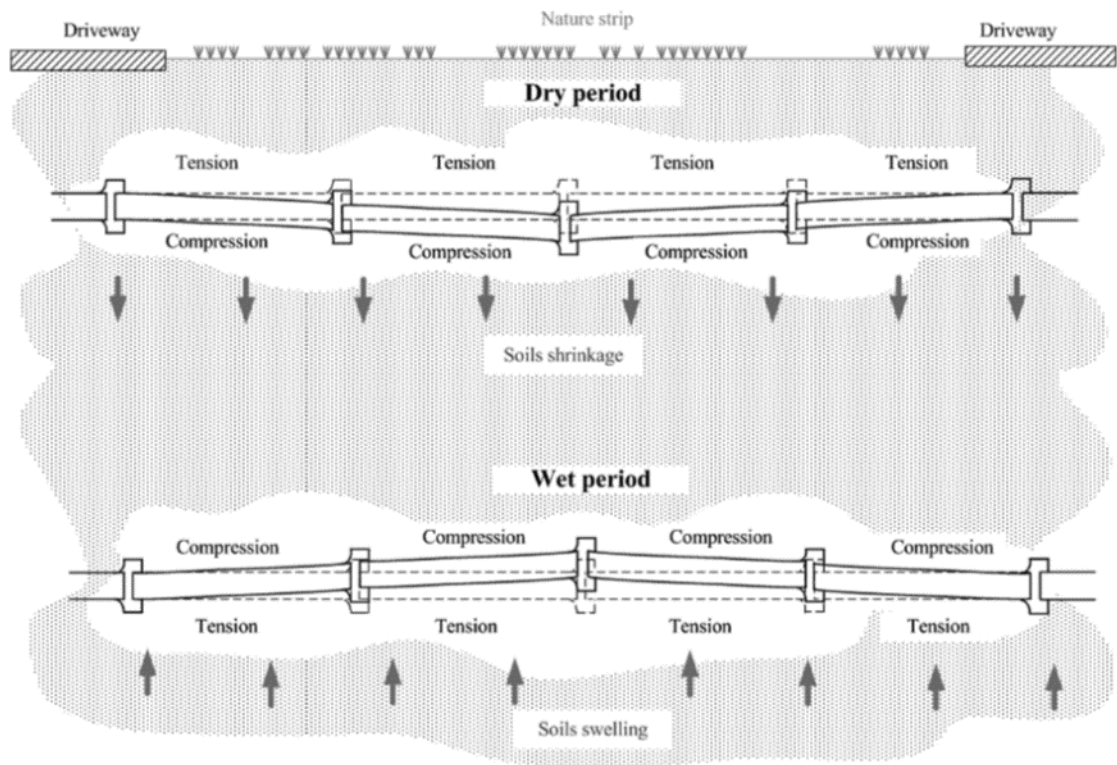 Nature strip
Driveway
Driveway
Dry period
Tension
Tension
Tension
Tension
Compression
Compression
Compression
Compression
Soils shrinkage
Wet period
Compression
Compression
Compression
Compression
Tension
Tension
Tension
Tension
Soils swelling